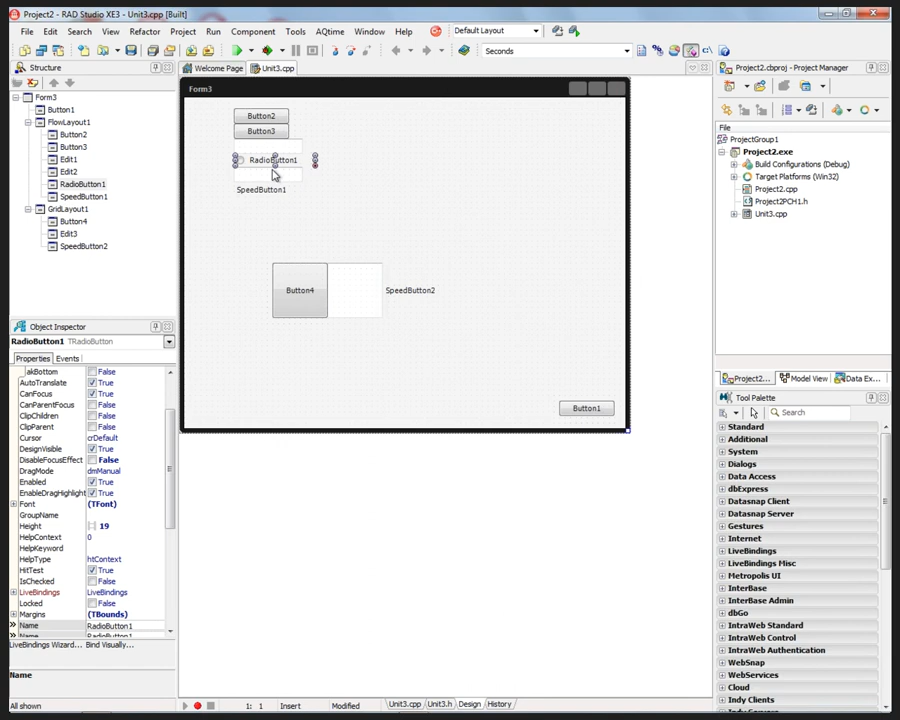 Project2 - RAD Studio XE3 - Unit3.cpp [Built]
File Edit Search View Refactor Project Run Component Tools AQtime Window Help Default Layout
Seconds
Structure
Welcome Page Unit3.cpp
Project2.cbproj - Project Manager
Form3
Button1
FlowLayout1
Button2
Button3
Edit1
Edit2
RadioButton1
SpeedButton1
GridLayout1
Button4
Edit3
SpeedButton2
Form3
Button2
Button3
RadioButton1
SpeedButton1
Button4
SpeedButton2
Button1
File
ProjectGroup1
Project2.exe
Build Configurations (Debug)
Target Platforms (Win32)
Project2.cpp
Project2PCH1.h
Unit3.cpp
Object Inspector
RadioButton1 TRadioButton
Properties Events
akBottom False
AutoTranslate True
CanFocus True
CanParentFocus False
ClipChildren False
ClipParent False
Cursor crDefault
DesignVisible True
DisableFocusEffect False
DragMode dmManual
Enabled True
EnableDragHighlight True
Font (TFont)
GroupName
Height 19
HelpContext 0
HelpKeyword
HelpType htContext
HitTest True
IsChecked False
LiveBindings LiveBindings
Locked False
Margins (TBounds)
Name RadioButton1
Name RadioButton1
LiveBindings Wizard... Bind Visually...
Name
All shown
1: 1 Insert Modified Unit3.cpp Unit3.h Design History
Project2... Model View Data Ex...
Tool Palette
Search
Standard
Additional
System
Dialogs
Data Access
dbExpress
Datasnap Client
Datasnap Server
Gestures
Internet
LiveBindings
LiveBindings Misc
Metropolis UI
InterBase
InterBase Admin
dbGo
IntraWeb Standard
IntraWeb Control
IntraWeb Authentication
WebSnap
WebServices
Cloud
Indy Clients